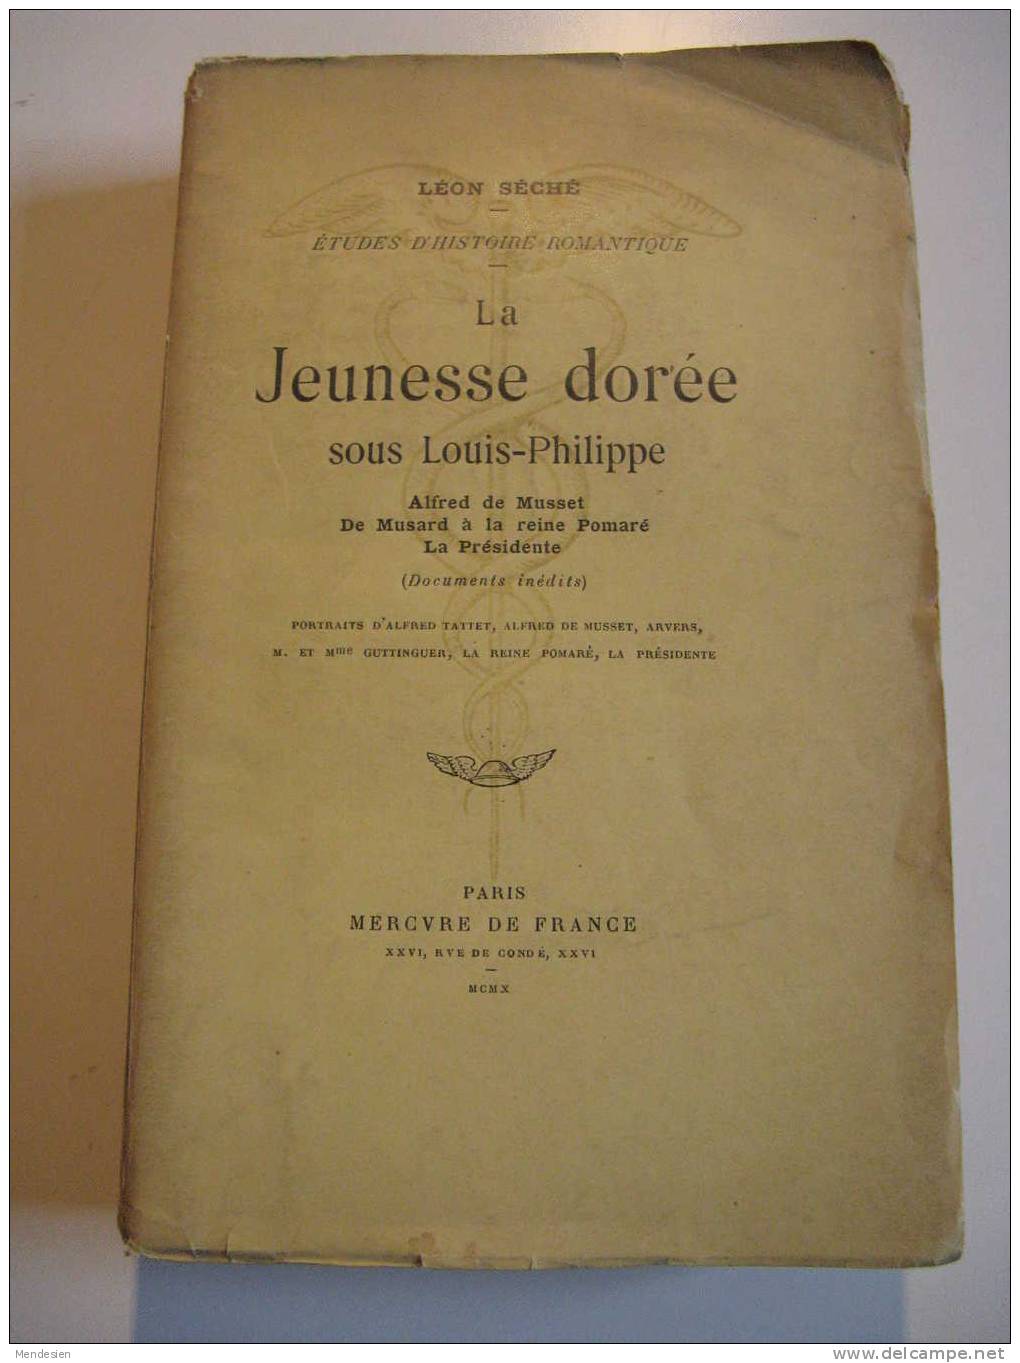 LÉON SÉCHÉ
ÉTUDES D'HISTOIRE ROMANTIQUE
La
Jeunesse dorée
sous Louis-Philippe
Alfred de Musset
De Musard à la reine Pomaré
La Présidente
(Documents inédits)
PORTRAITS D'ALFRED TATTET, ALFRED DE MUSSET, ARVERS,
M. ET Mme GUTTINGUER, LA REINE POMARÉ, LA PRÉSIDENTE
PARIS
MERCVRE DE FRANCE
XXVI, RVE DE CONDÉ, XXVI
MCMX
Mendesien
www.delcampe.net